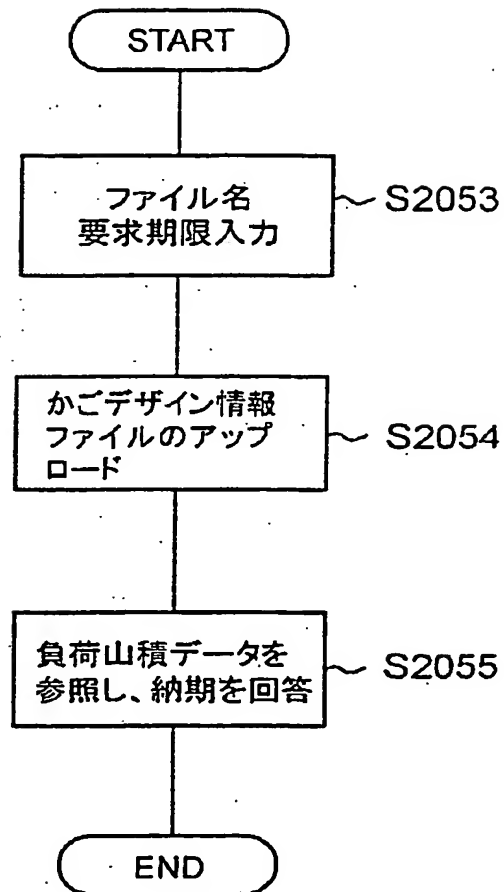 START
ファイル名
要求期限入力
S2053
かごデザイン情報
ファイルのアップ
ロード
S2054
負荷山積データを
参照し、納期を回答
S2055
END